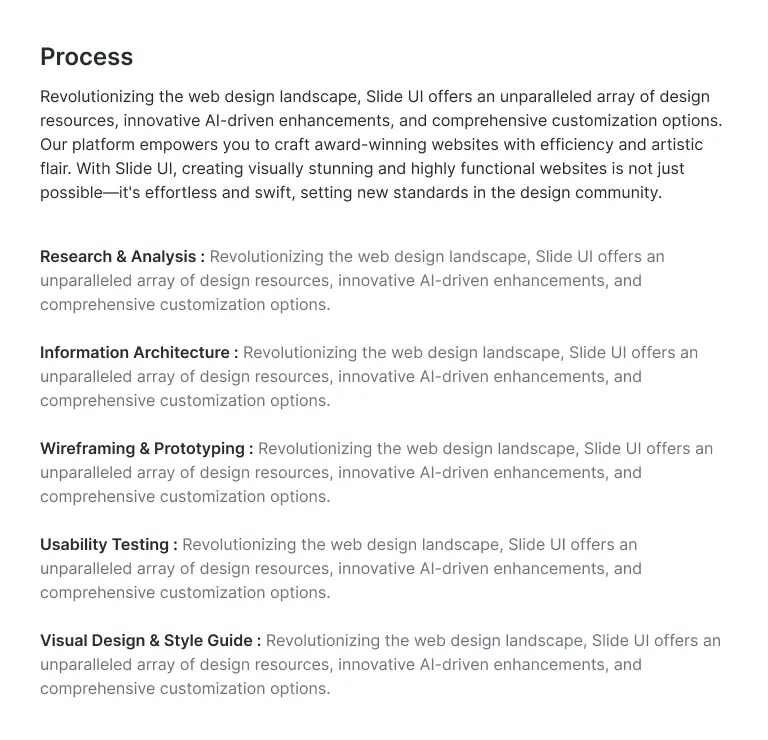 Process
Revolutionizing the web design landscape, Slide UI offers an unparalleled array of design
resources, innovative AI-driven enhancements, and comprehensive customization options.
Our platform empowers you to craft award-winning websites with efficiency and artistic
flair. With Slide UI, creating visually stunning and highly functional websites is not just
possible—it's effortless and swift, setting new standards in the design community.
Research & Analysis : Revolutionizing the web design landscape, Slide UI offers an
unparalleled array of design resources, innovative AI-driven enhancements, and
comprehensive customization options.
Information Architecture : Revolutionizing the web design landscape, Slide UI offers an
unparalleled array of design resources, innovative AI-driven enhancements, and
comprehensive customization options.
Wireframing & Prototyping : Revolutionizing the web design landscape, Slide UI offers an
unparalleled array of design resources, innovative AI-driven enhancements, and
comprehensive customization options.
Usability Testing : Revolutionizing the web design landscape, Slide UI offers an
unparalleled array of design resources, innovative AI-driven enhancements, and
comprehensive customization options.
Visual Design & Style Guide : Revolutionizing the web design landscape, Slide UI offers an
unparalleled array of design resources, innovative AI-driven enhancements, and
comprehensive customization options.